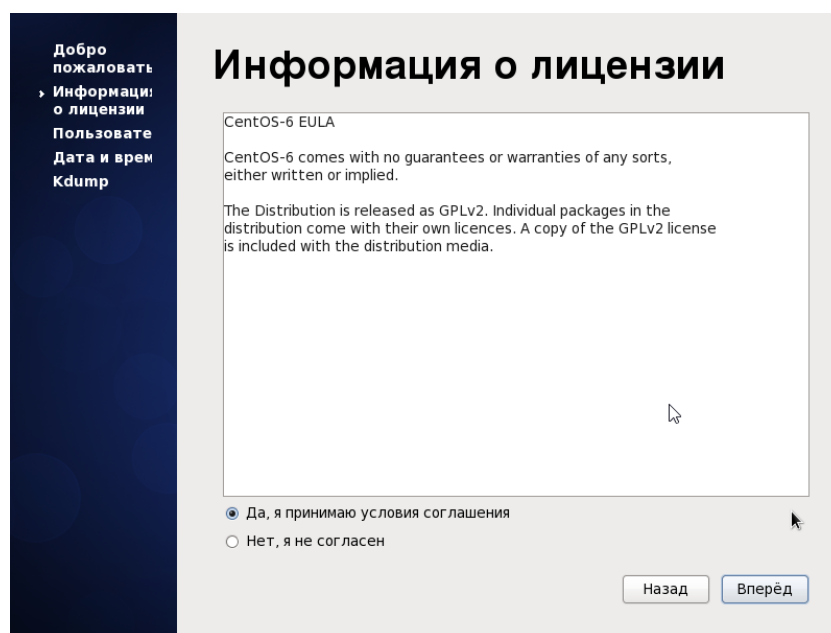 Добро
пожаловать
Информация
о лицензии
Пользовате
Дата и врем
Kdump
Информация о лицензии
CentOS-6 EULA
CentOS-6 comes with no guarantees or warranties of any sorts,
either written or implied.
The Distribution is released as GPLv2. Individual packages in the
distribution come with their own licences. A copy of the GPLv2 license
is included with the distribution media.
Да, я принимаю условия соглашения
Нет, я не согласен
Назад
Вперёд